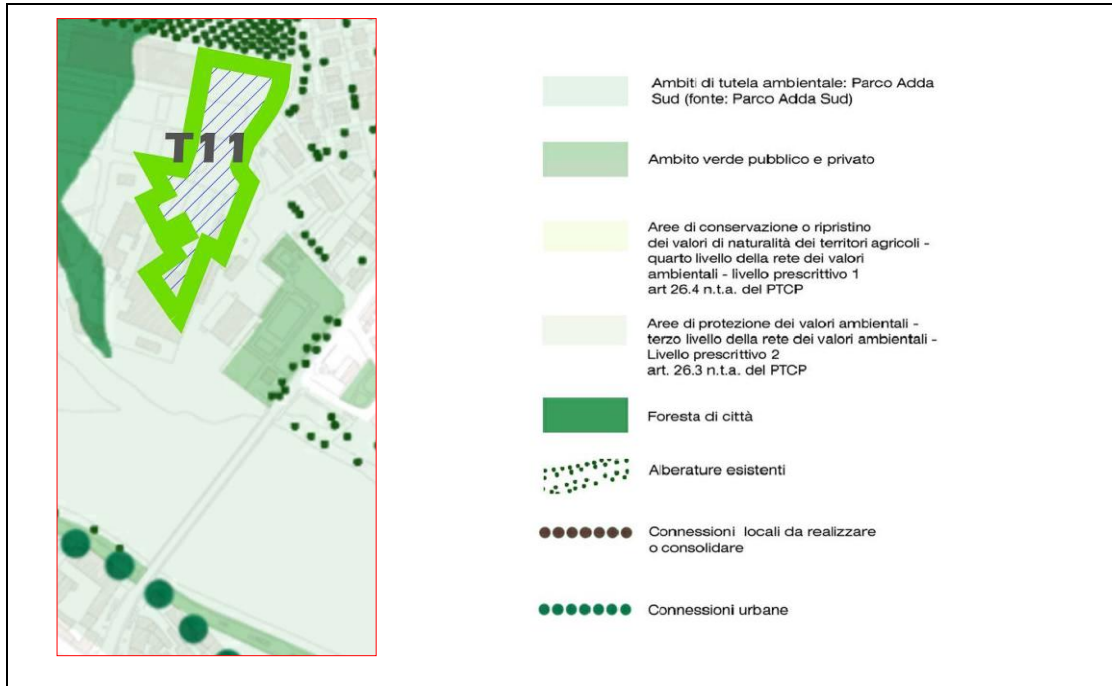 T11
Ambiti di tutela ambientale: Parco Adda
Sud (fonte: Parco Adda Sud)
Ambito verde pubblico e privato
Aree di conservazione o ripristino
dei valori di naturalità dei territori agricoli -
quarto livello della rete dei valori
ambientali - livello prescrittivo 1
art 26.4 n.t.a. del PTCP
Aree di protezione dei valori ambientali -
terzo livello della rete dei valori ambientali -
Livello prescrittivo 2
art. 26.3 n.t.a. del PTCP
Foresta di città
Alberature esistenti
Connessioni locali da realizzare
o consolidare
Connessioni urbane